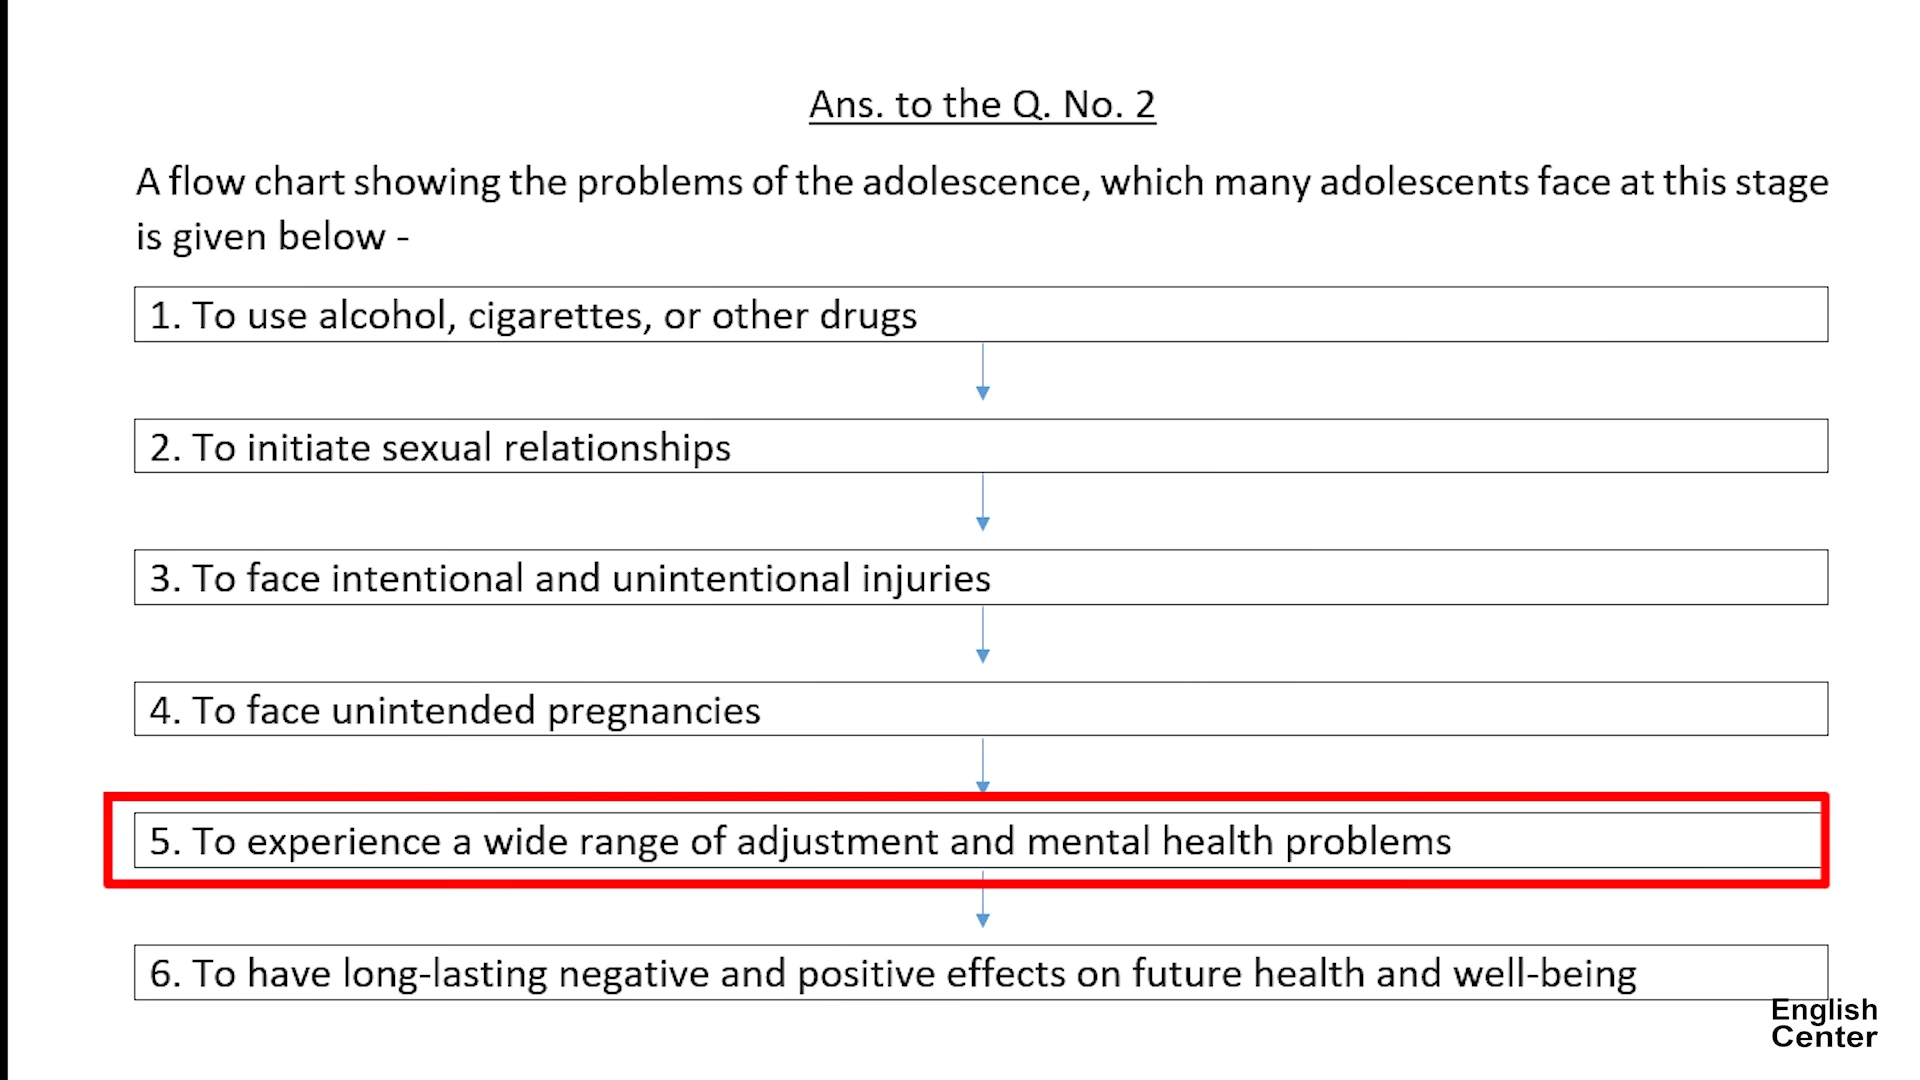 Ans. to the Q. No. 2
A flow chart showing the problems of the adolescence, which many adolescents face at this stage
is given below -
1. To use alcohol, cigarettes, or other drugs
2. To initiate sexual relationships
3. To face intentional and unintentional injuries
4. To face unintended pregnancies
5. To experience a wide range of adjustment and mental health problems
6. To have long-lasting negative and positive effects on future health and well-being
English
Center